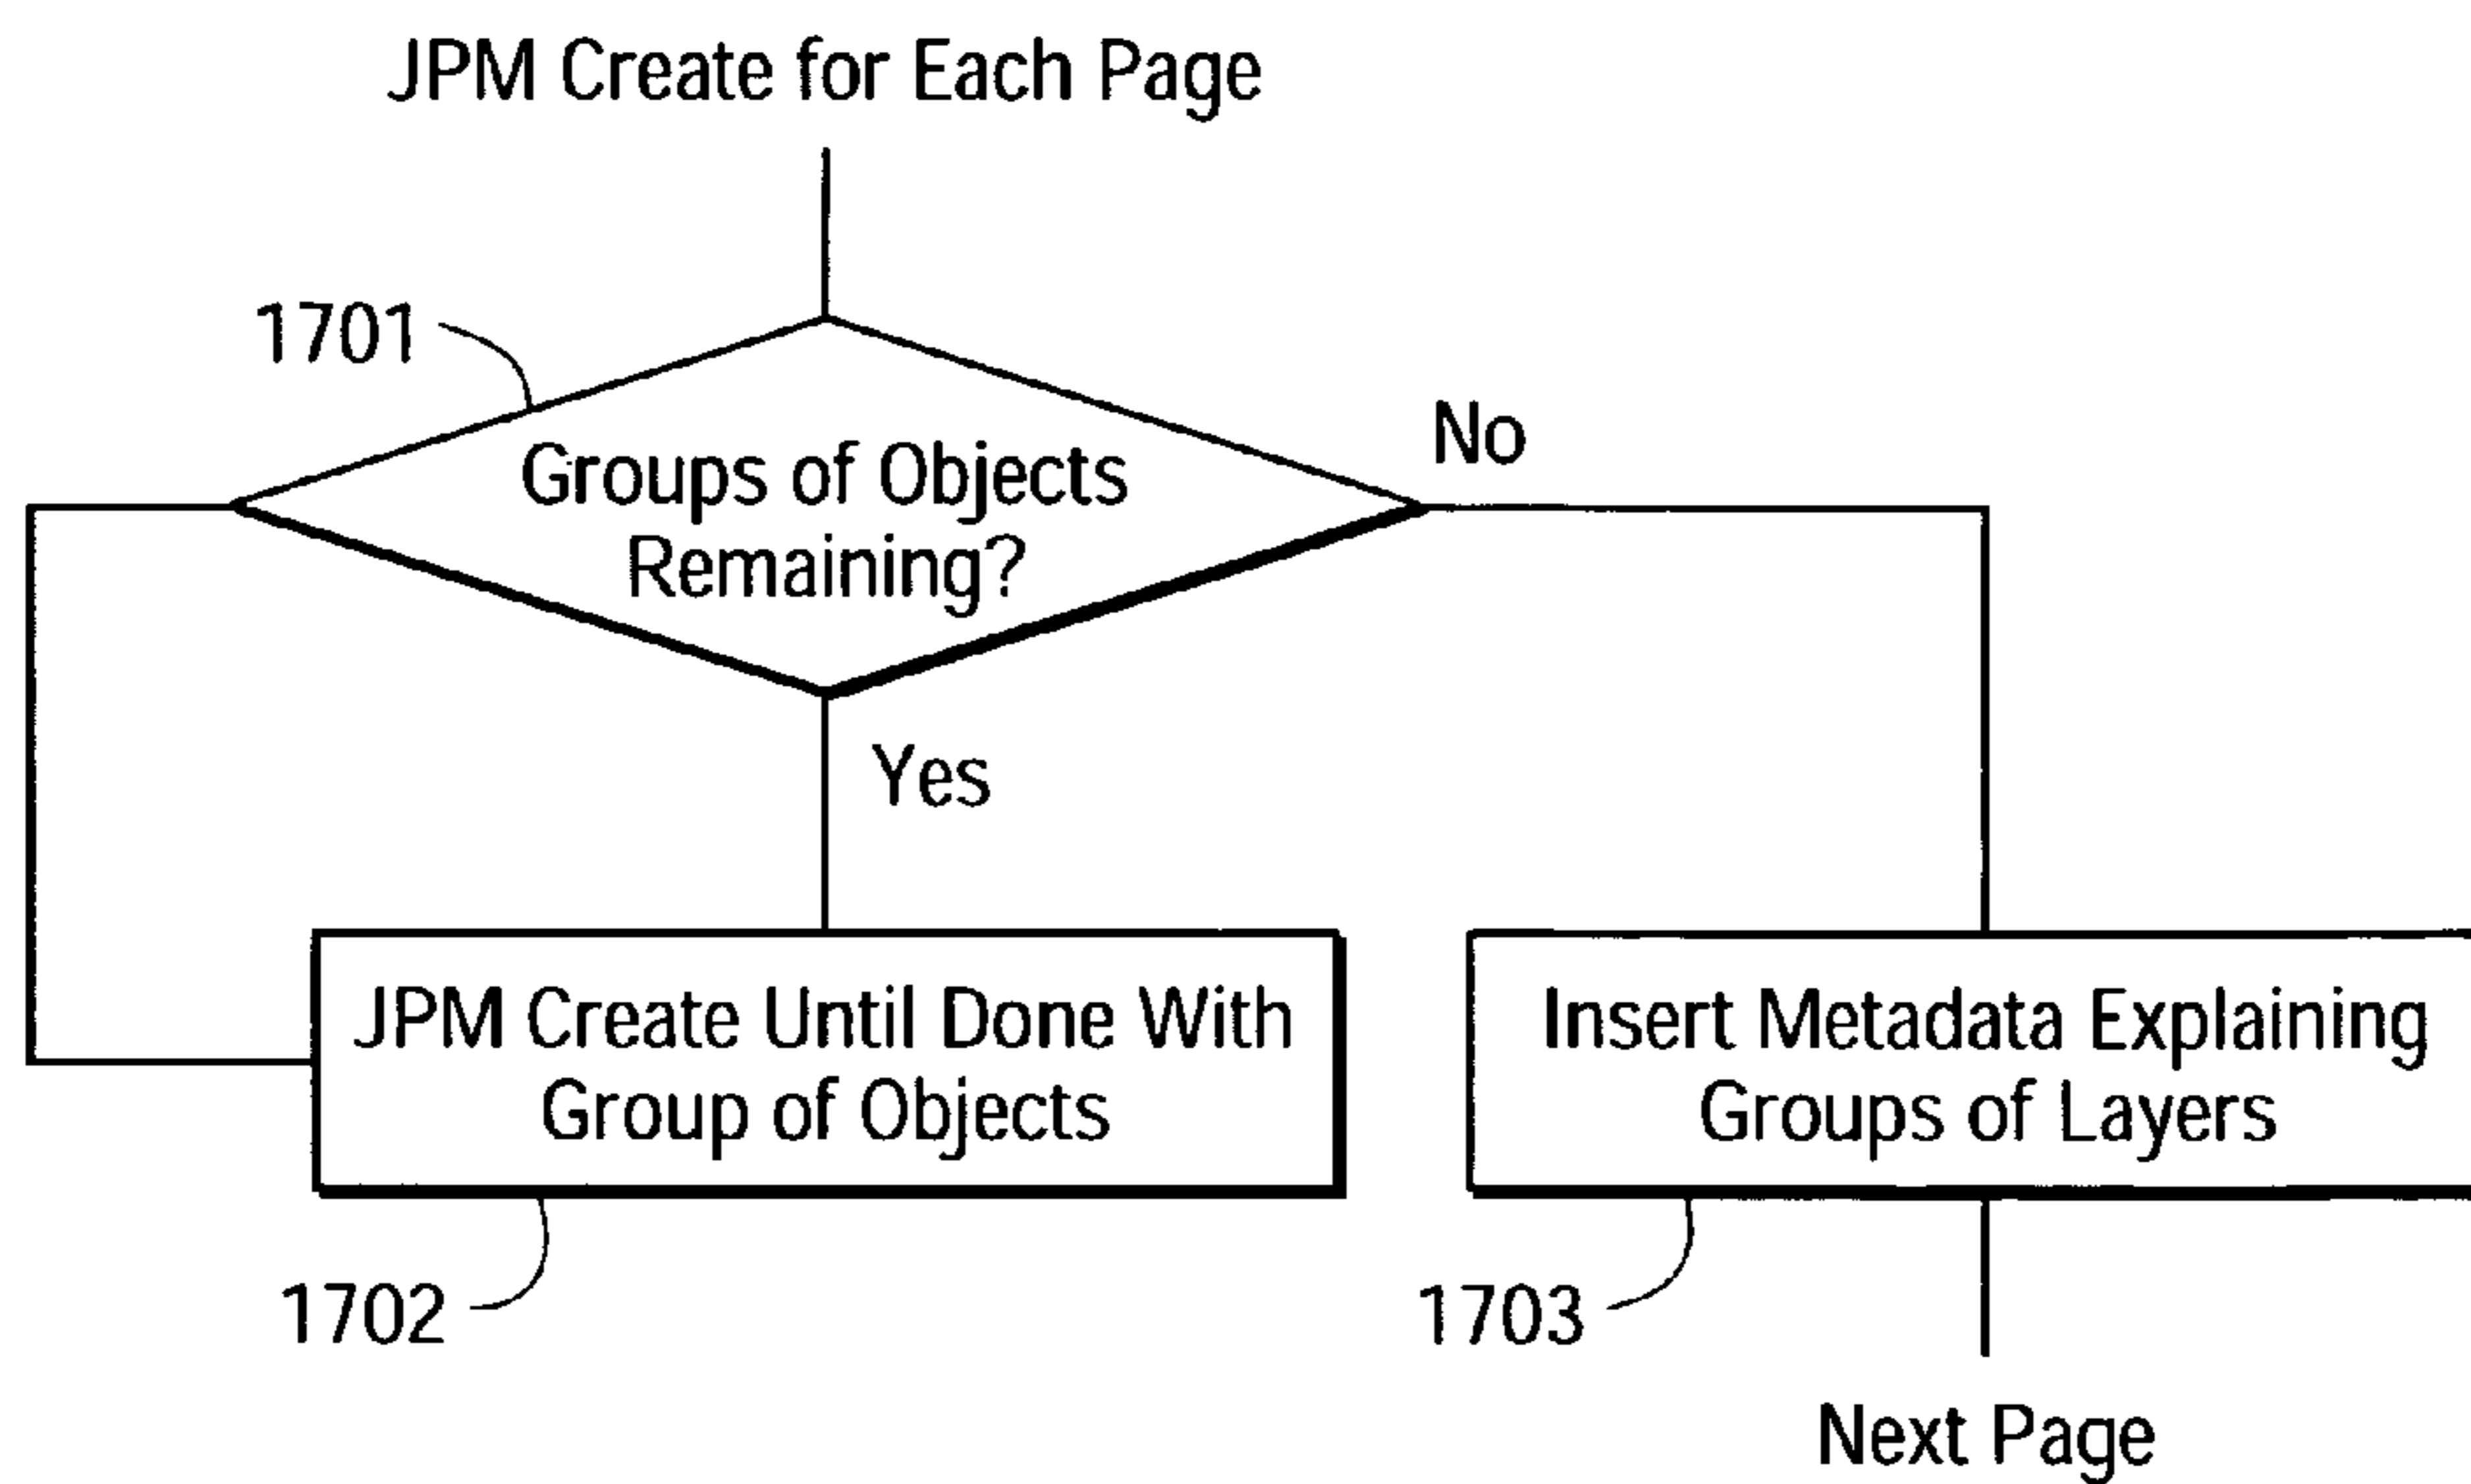 JPM Create for Each Page
1701
Groups of Objects
Remaining?
No
Yes
JPM Create Until Done With
Group of Objects
Insert Metadata Explaining
Groups of Layers
1702
1703
Next Page